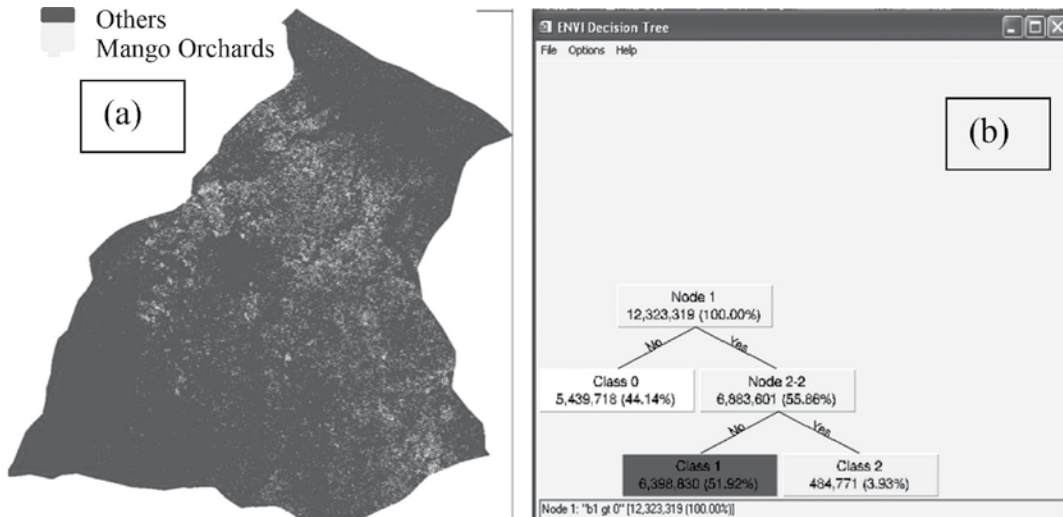 Others
Mango Orchards
(a)
ENVI Decision Tree
File Options Help
(b)
Node 1
12,323,319 (100.00%)
No Yes
Class 0
5,439,718 (44.14%)
Node 2-2
6,883,601 (55.86%)
No Yes
Class 1
6,398,830 (51.92%)
Class 2
484,771 (3.93%)
Node 1: "b1 gt 0" [12,323,319 (100.00%)]